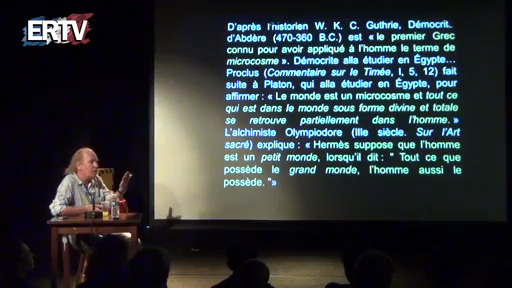 ERTV
D'après l'historien W. K. C. Guthrie, Démocrite
d'Abdère (470-360 B.C.) est « le premier Grec
connu pour avoir appliqué à l'homme le terme de
microcosme ». Démocrite alla étudier en Égypte…
Proclus (Commentaire sur le Timée, I, 5, 12) fait
suite à Platon, qui alla étudier en Égypte, pour
affirmer : « Le monde est un microcosme et tout ce
qui est dans le monde sous forme divine et totale
se retrouve partiellement dans l'homme. »
L'alchimiste Olympiodore (IIIe siècle. Sur l'Art
sacré) explique : « Hermès suppose que l'homme
est un petit monde, lorsqu'il dit : " Tout ce que
possède le grand monde, l'homme aussi le
possède. "»